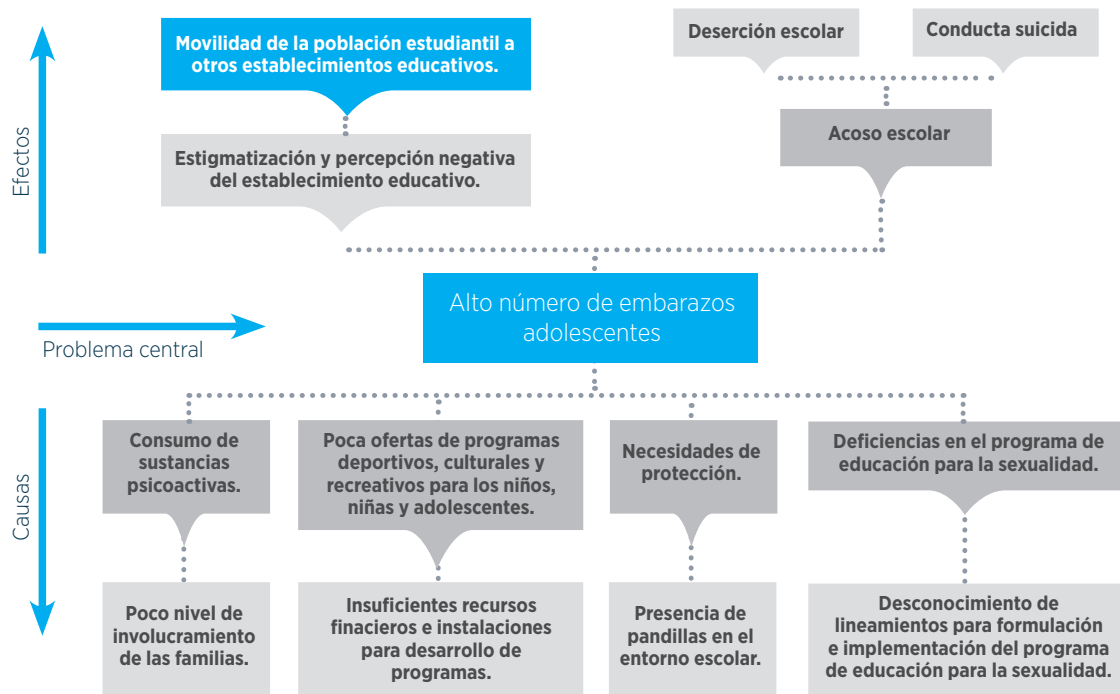 Efectos
Movilidad de la población estudiantil a
otros establecimientos educativos.
Deserción escolar
Conducta suicida
Estigmatización y percepción negativa
del establecimiento educativo.
Acoso escolar
Problema central
Alto número de embarazos
adolescentes
Causas
Consumo de
sustancias
psicoactivas.
Poca ofertas de programas
deportivos, culturales y
recreativos para los niños,
niñas y adolescentes.
Necesidades de
protección.
Deficiencias en el programa de
educación para la sexualidad.
Poco nivel de
involucramiento
de las familias.
Insuficientes recursos
finacieros e instalaciones
para desarrollo de
programas.
Presencia de
pandillas en el
entorno escolar.
Desconocimiento de
lineamientos para formulación
e implementación del programa
de educación para la sexualidad.